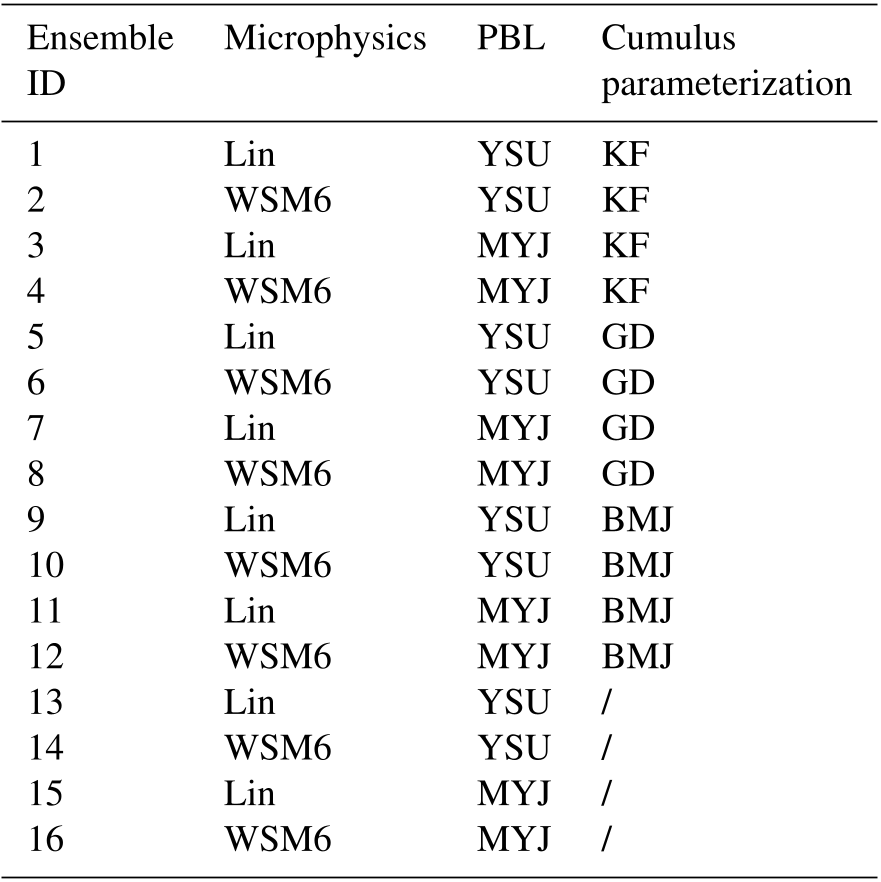 Ensemble Microphysics PBL Cumulus
ID parameterization
1 Lin YSU KF
2 WSM6 YSU KF
3 Lin MYJ KF
4 WSM6 MYJ KF
5 Lin YSU GD
6 WSM6 YSU GD
7 Lin MYJ GD
8 WSM6 MYJ GD
9 Lin YSU BMJ
10 WSM6 YSU BMJ
11 Lin MYJ BMJ
12 WSM6 MYJ BMJ
13 Lin YSU /
14 WSM6 YSU /
15 Lin MYJ /
16 WSM6 MYJ /